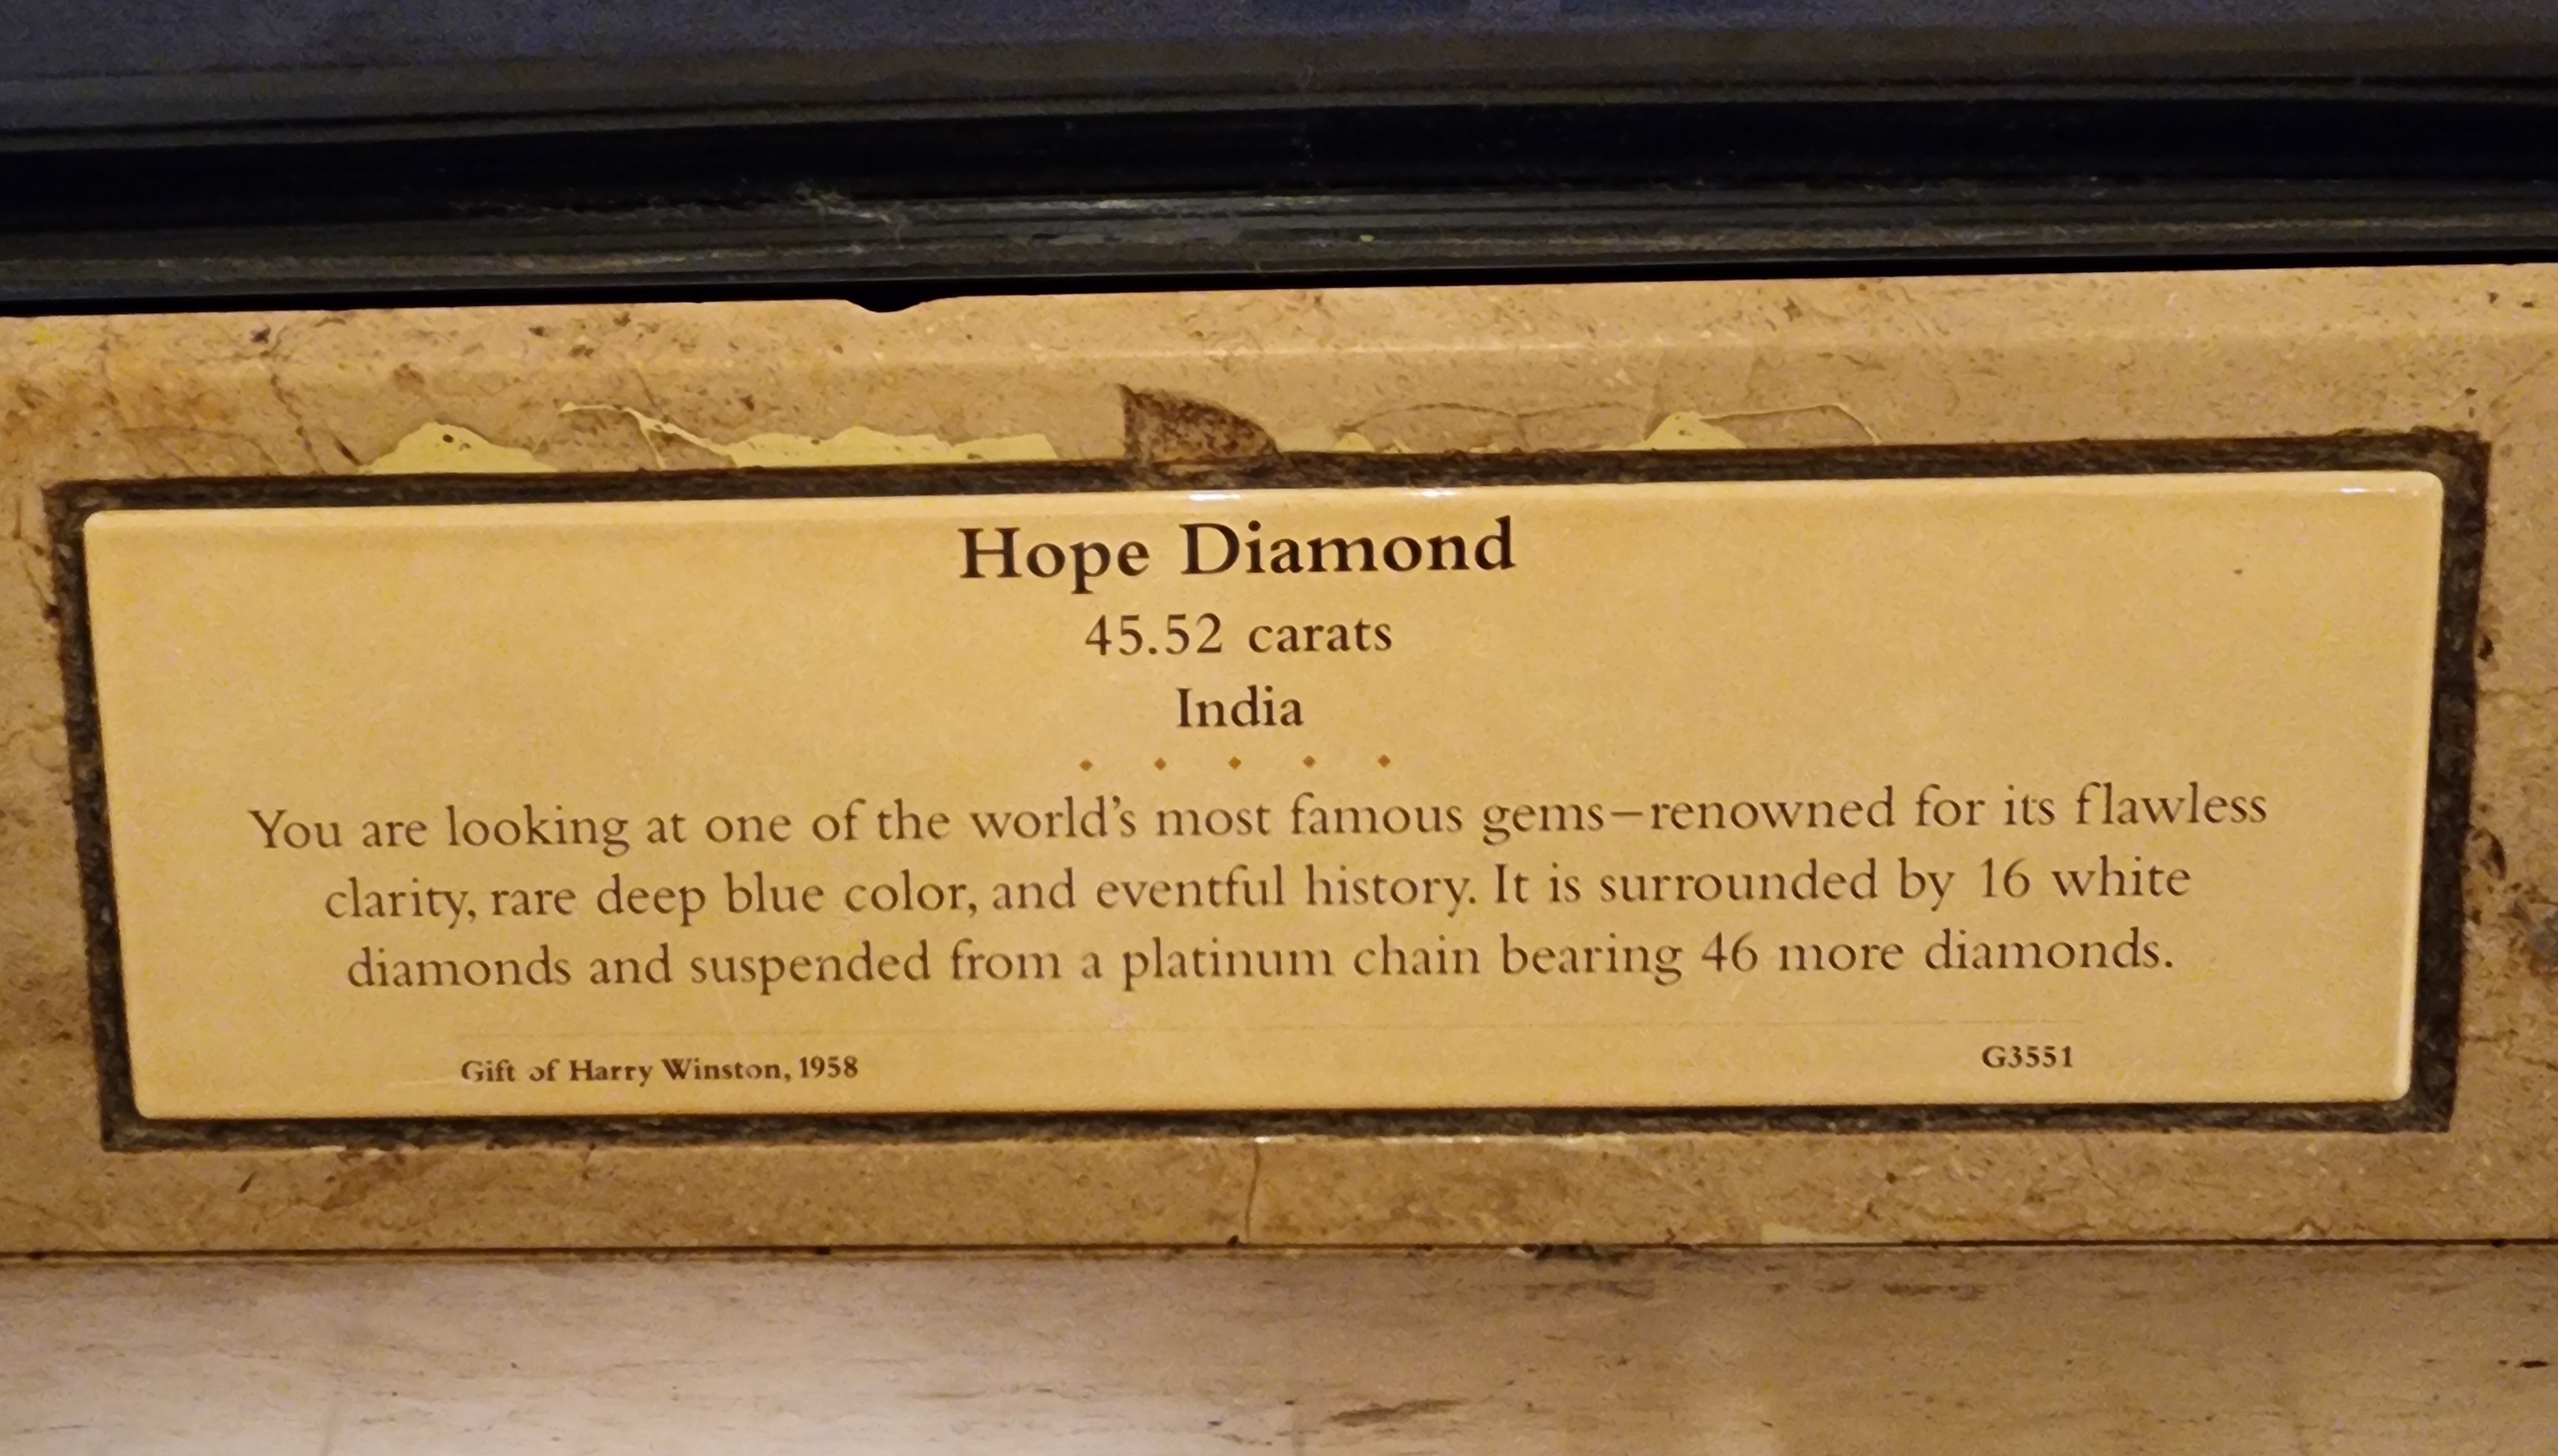 Hope Diamond
45.52 carats
India
You are looking at one of the world's most famous gems—renowned for its flawless
clarity, rare deep blue color, and eventful history. It is surrounded by 16 white
diamonds and suspended from a platinum chain bearing 46 more diamonds.
Gift of Harry Winston, 1958
G3551